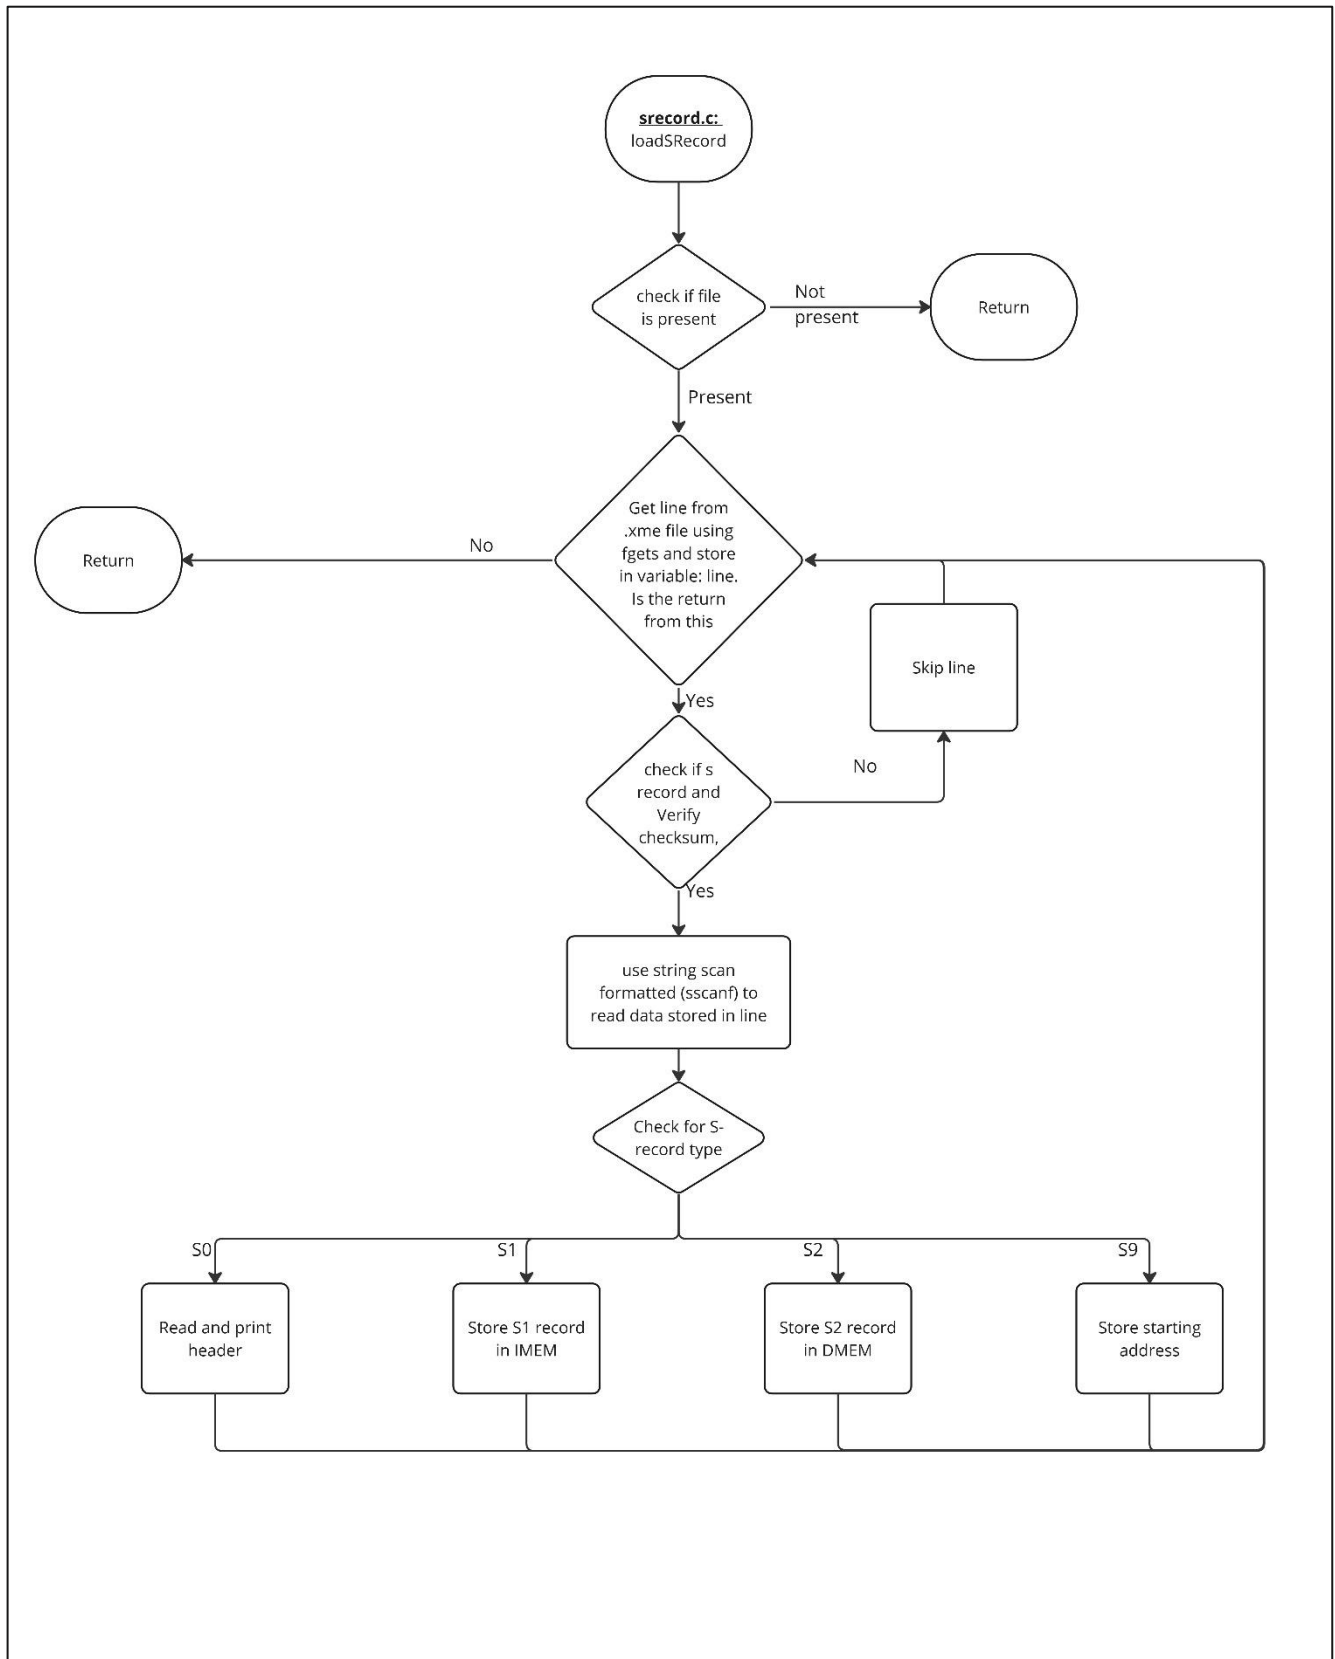 srecord.c:
loadSRecord
check if file
is present
Not
present
Return
Present
Get line from
.xme file using
fgets and store
in variable: line.
Is the return
from this
No
Return
Yes
Skip line
check if s
record and
Verify
checksum,
No
Yes
use string scan
formatted (sscanf) to
read data stored in line
Check for S-
record type
S0
S1
S2
S9
Read and print
header
Store S1 record
in IMEM
Store S2 record
in DMEM
Store starting
address